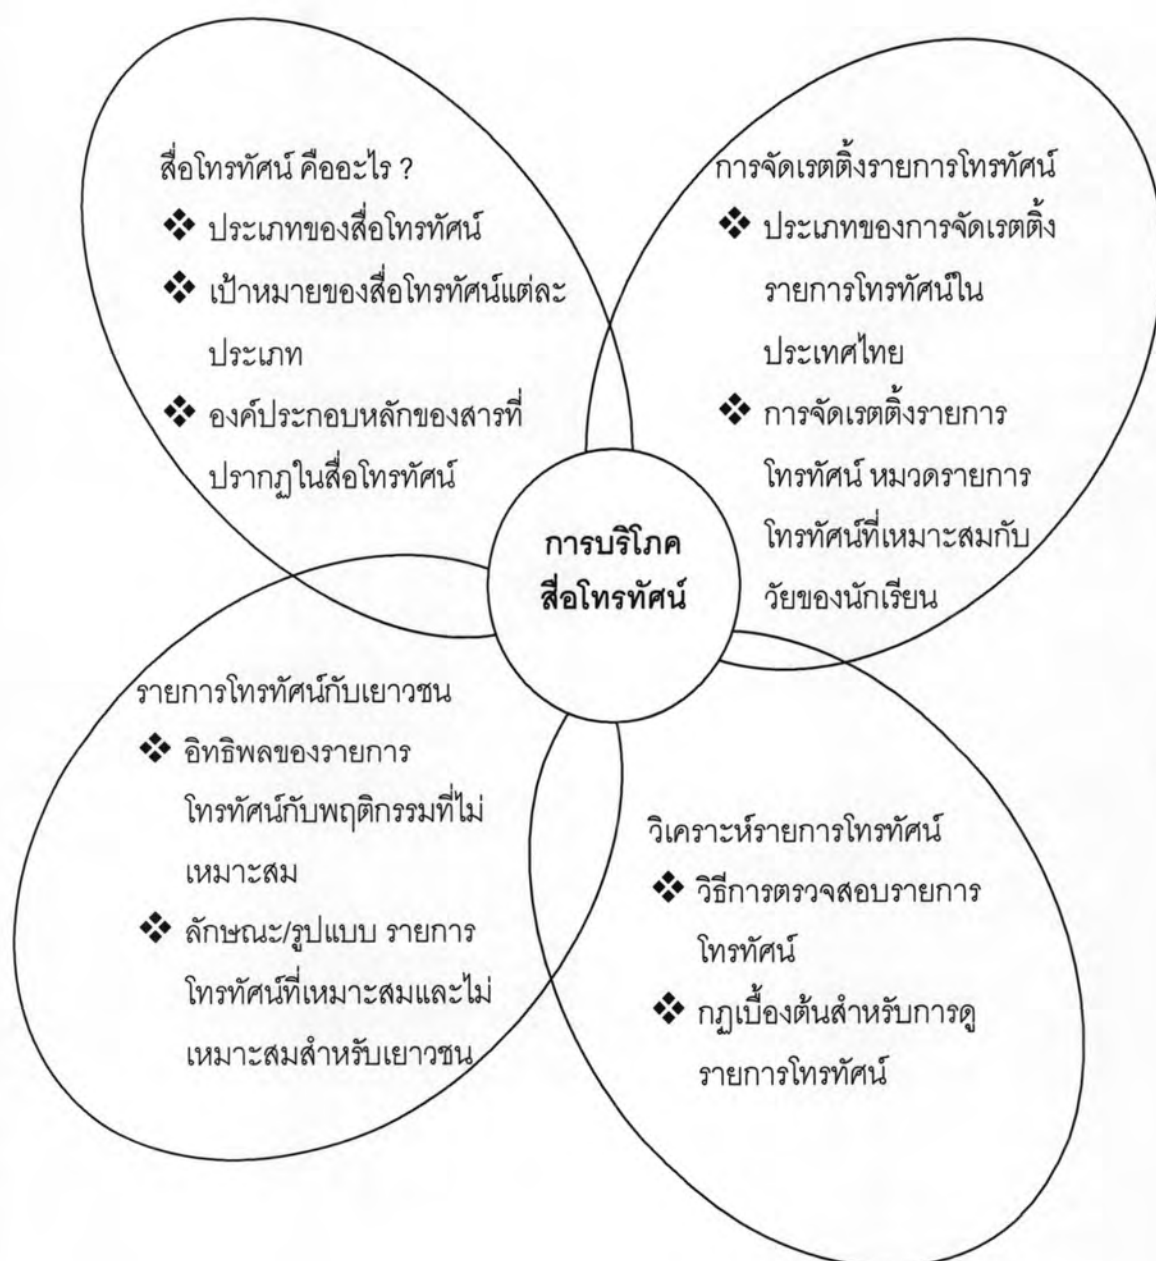 สื่อโทรทัศน์ คืออะไร ?
❖ ประเภทของสื่อโทรทัศน์
❖ เป้าหมายของสื่อโทรทัศน์แต่ละ
ประเภท
❖ องค์ประกอบหลักของสารที่
ปรากฏในสื่อโทรทัศน์
การจัดเรตติ้งรายการโทรทัศน์
❖ ประเภทของการจัดเรตติ้ง
รายการโทรทัศน์ใน
ประเทศไทย
❖ การจัดเรตติ้งรายการ
โทรทัศน์ หมวดรายการ
โทรทัศน์ที่เหมาะสมกับ
วัยของนักเรียน
การบริโภค
สื่อโทรทัศน์
รายการโทรทัศน์กับเยาวชน
❖ อิทธิพลของรายการ
โทรทัศน์กับพฤติกรรมที่ไม่
เหมาะสม
❖ ลักษณะ/รูปแบบ รายการ
โทรทัศน์ที่เหมาะสมและไม่
เหมาะสมสำหรับเยาวชน
วิเคราะห์รายการโทรทัศน์
❖ วิธีการตรวจสอบรายการ
โทรทัศน์
❖ กฎเบื้องต้นสำหรับการดู
รายการโทรทัศน์